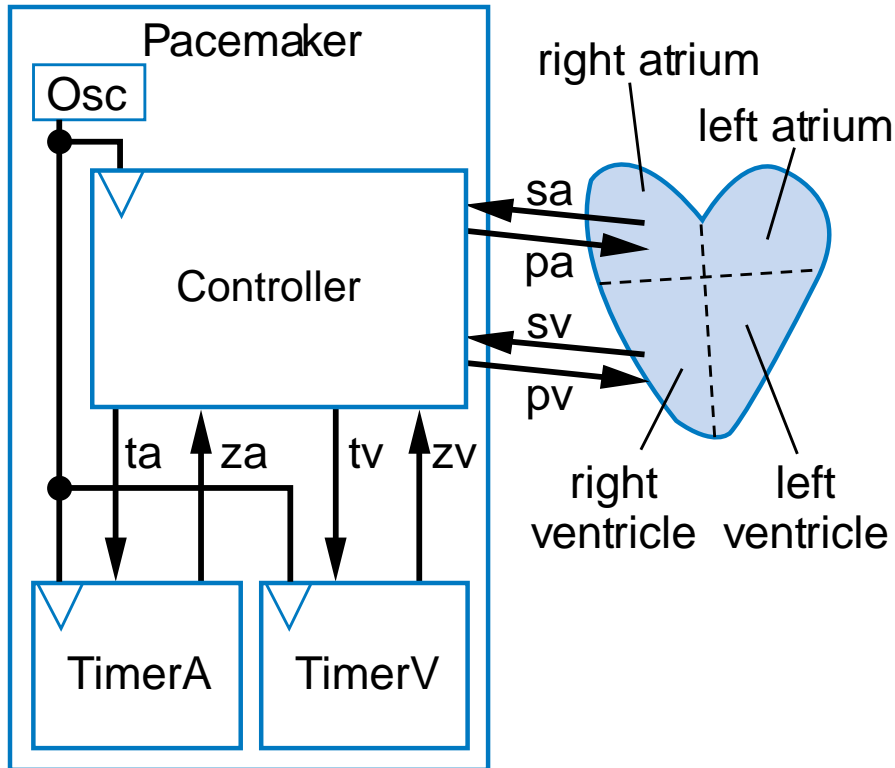 Pacemaker
Osc
right atrium
left atrium
sa
pa
Controller
sv
pv
ta
za
tv
zv
right
ventricle
left
ventricle
TimerA
TimerV